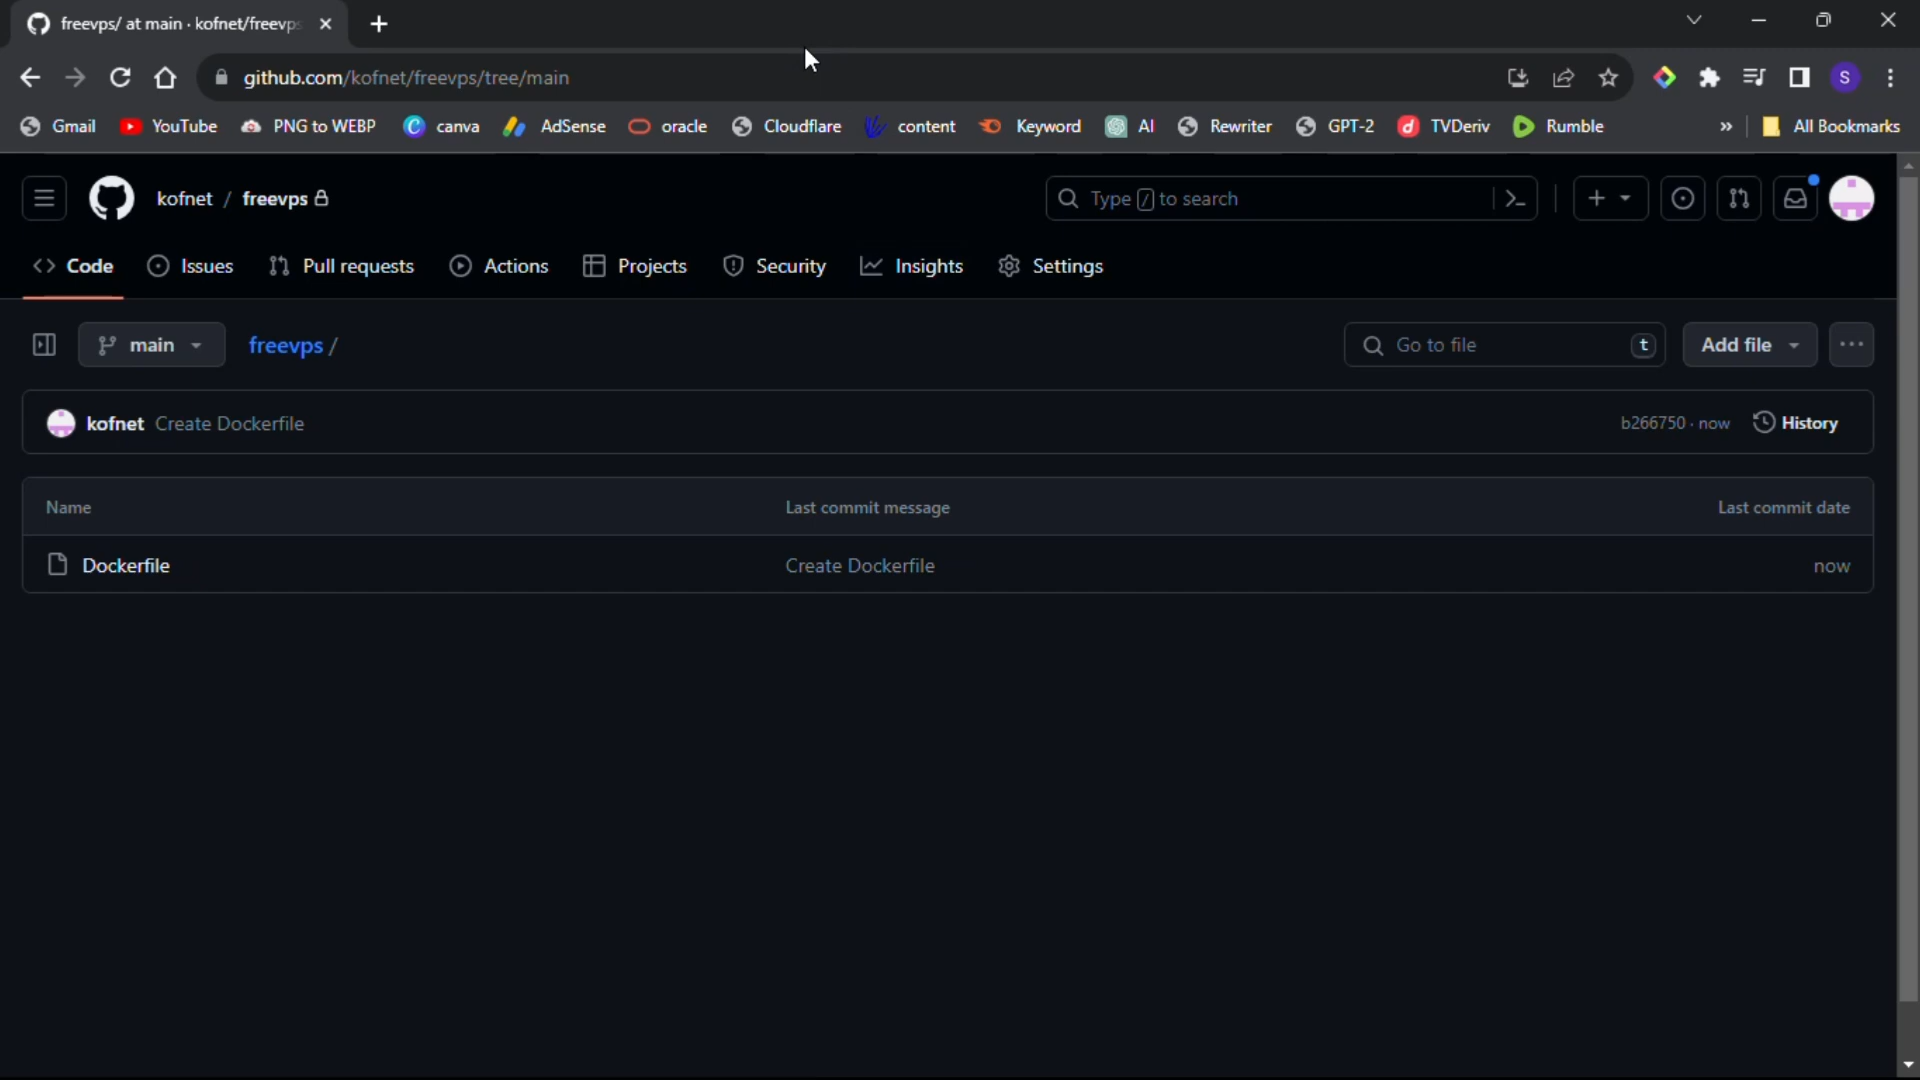 freevps/ at main · kofnet/freevps
github.com/kofnet/freevps/tree/main
S
Gmail YouTube PNG to WEBP canva AdSense oracle Cloudflare content Keyword AI Rewriter GPT-2 TVDeriv Rumble » All Bookmarks
kofnet / freevps
Type / to search
Code Issues Pull requests Actions Projects Security Insights Settings
main freevps / Go to file t Add file
kofnet Create Dockerfile b266750 · now History
Name Last commit message Last commit date
Dockerfile Create Dockerfile now